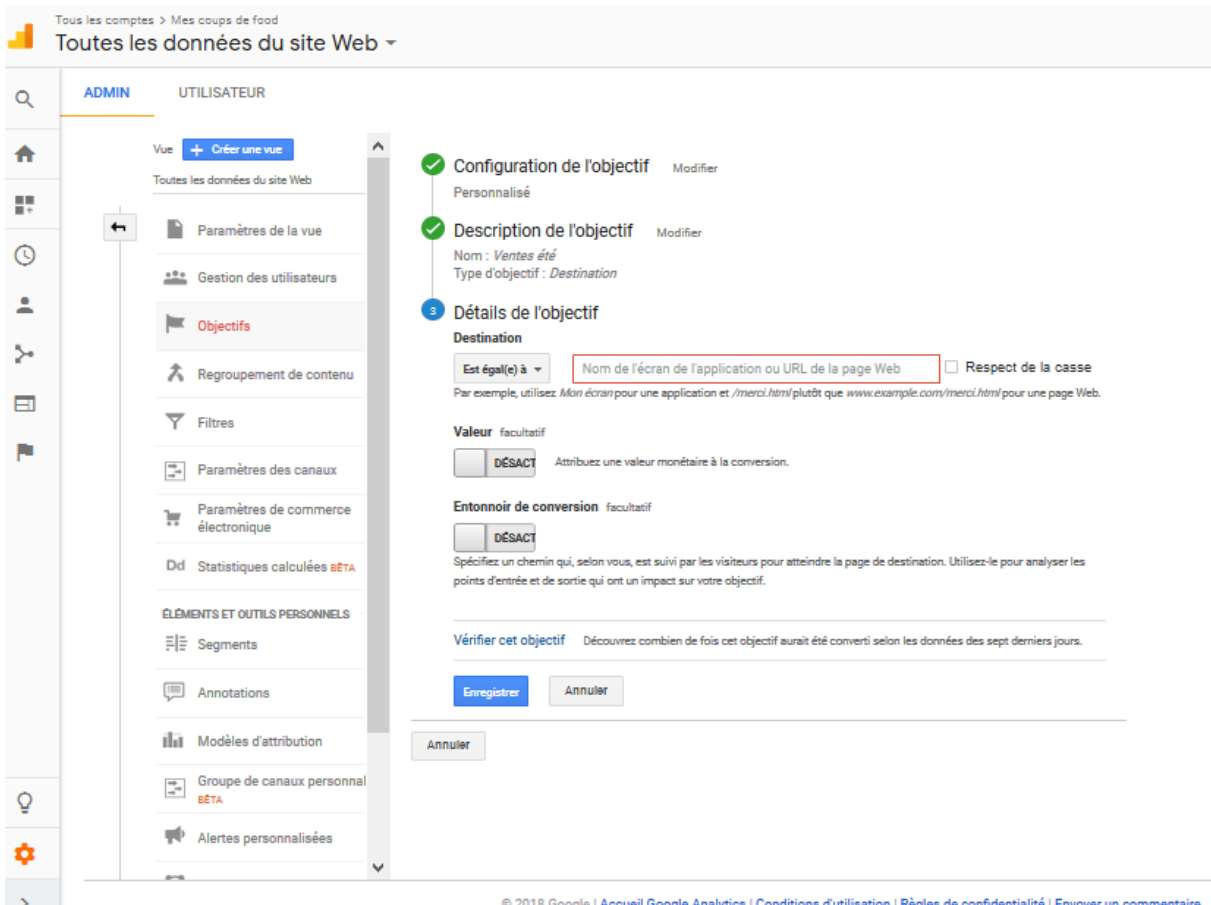 Tous les comptes > Mes coups de food
Toutes les données du site Web
ADMIN
UTILISATEUR
Vue
+ Créer une vue
Toutes les données du site Web
Paramètres de la vue
Gestion des utilisateurs
Objectifs
Regroupement de contenu
Filtres
Paramètres des canaux
Paramètres de commerce
électronique
Dd Statistiques calculées BÊTA
ÉLÉMENTS ET OUTILS PERSONNELS
Segments
Annotations
Modèles d'attribution
Groupe de canaux personnal
BÊTA
Alertes personnalisées
Configuration de l'objectif Modifier
Personnalisé
Description de l'objectif Modifier
Nom : Ventes été
Type d'objectif : Destination
3 Détails de l'objectif
Destination
Est égal(e) à
Nom de l'écran de l'application ou URL de la page Web
Respect de la casse
Par exemple, utilisez Mon écran pour une application et /merci.html plutôt que www.example.com/merci.html pour une page Web.
Valeur facultatif
DÉSACT
Attribuez une valeur monétaire à la conversion.
Entonnoir de conversion facultatif
DÉSACT
Spécifiez un chemin qui, selon vous, est suivi par les visiteurs pour atteindre la page de destination. Utilisez-le pour analyser les
points d'entrée et de sortie qui ont un impact sur votre objectif.
Vérifier cet objectif Découvrez combien de fois cet objectif aurait été converti selon les données des sept derniers jours.
Enregistrer
Annuler
Annuler
© 2018 Google | Accueil Google Analytics | Conditions d'utilisation | Règles de confidentialité | Envoyer un commentaire